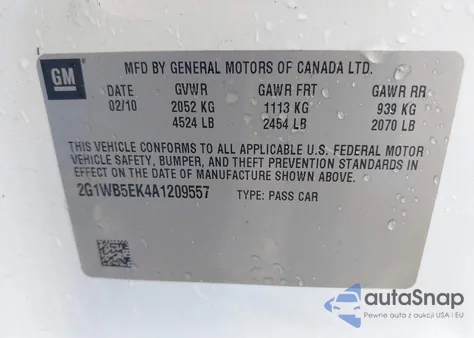 GM
MFD BY GENERAL MOTORS OF CANADA LTD.
DATE GVWR GAWR FRT GAWR RR
02/10 2052 KG 1113 KG 939 KG
4524 LB 2454 LB 2070 LB
THIS VEHICLE CONFORMS TO ALL APPLICABLE U.S. FEDERAL MOTOR
VEHICLE SAFETY, BUMPER, AND THEFT PREVENTION STANDARDS IN
EFFECT ON THE DATE OF MANUFACTURE SHOWN ABOVE.
2G1WB5EK4A1209557 TYPE: PASS CAR
autoSnap
Pewne auta z aukcji USA i EU